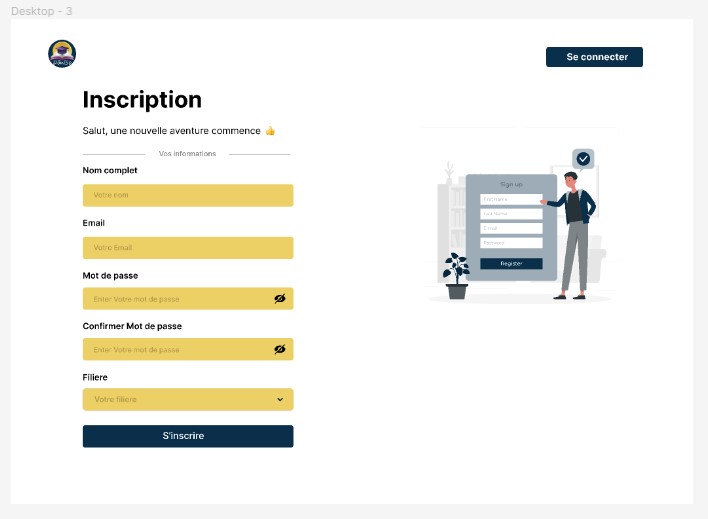 Desktop - 3
Se connecter
Inscription
Salut, une nouvelle aventure commence 👍
Vos informations
Nom complet
Votre nom
Email
Votre Email
Mot de passe
Enter Votre mot de passe
Confirmer Mot de passe
Enter Votre mot de passe
Filiere
Votre filiere
S'inscrire
Sign up
First Name
Last Name
E-mail
Register